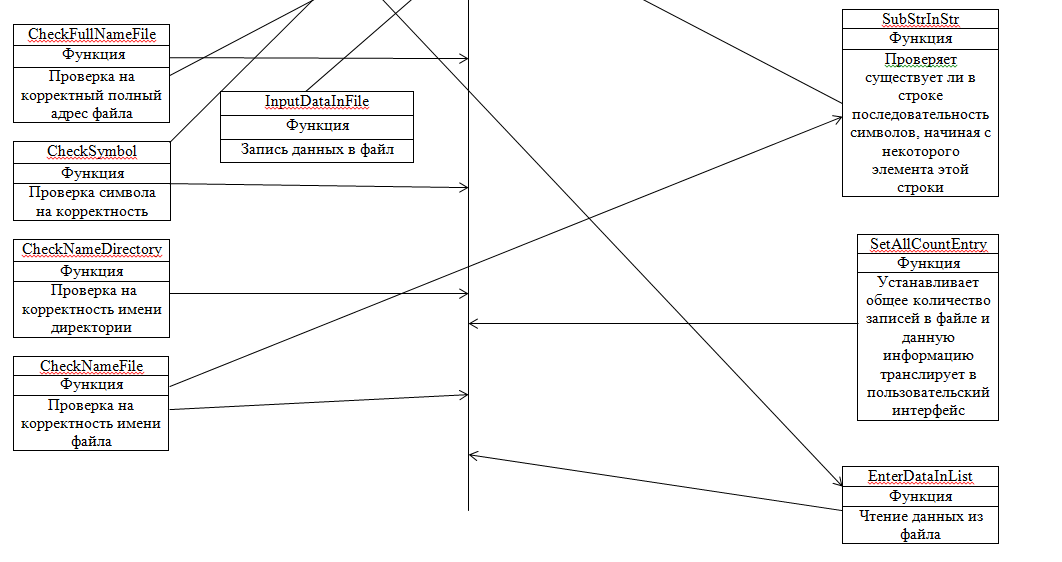 CheckFullNameFile
Функция
Проверка на
корректный полный
адрес файла
InputDataInFile
Функция
Запись данных в файл
CheckSymbol
Функция
Проверка символа
на корректность
CheckNameDirectory
Функция
Проверка на
корректность имени
директории
CheckNameFile
Функция
Проверка на
корректность имени
файла
SubStrInStr
Функция
Проверяет
существует ли в
строке
последовательность
символов, начиная с
некоторого
элемента этой
строки
SetAllCountEntry
Функция
Устанавливает
общее количество
записей в файле и
данную
информацию
транслирует в
пользовательский
интерфейс
EnterDataInList
Функция
Чтение данных из
файла